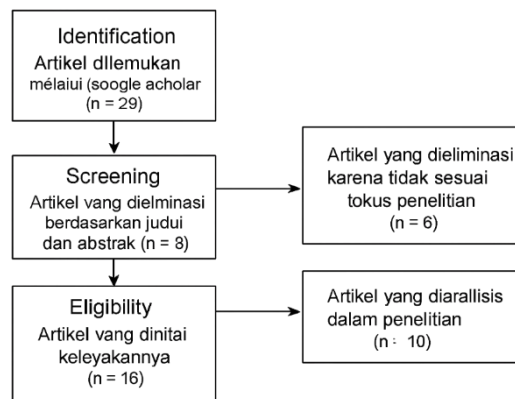 Identification
Artikel dIlemukan
mélaiui (soogle acholar
(n = 29)
Screening
Artikel vang dielminasi
berdasarkan judui
dan abstrak (n = 8)
Artikel yang dieliminasi
karena tidak sesuai
tokus penelitian
(n = 6)
Eligibility
Artikel vang dinitai
keleyakannya
(n = 16)
Artikel yang diarallisis
dalam penelitian
(n : 10)